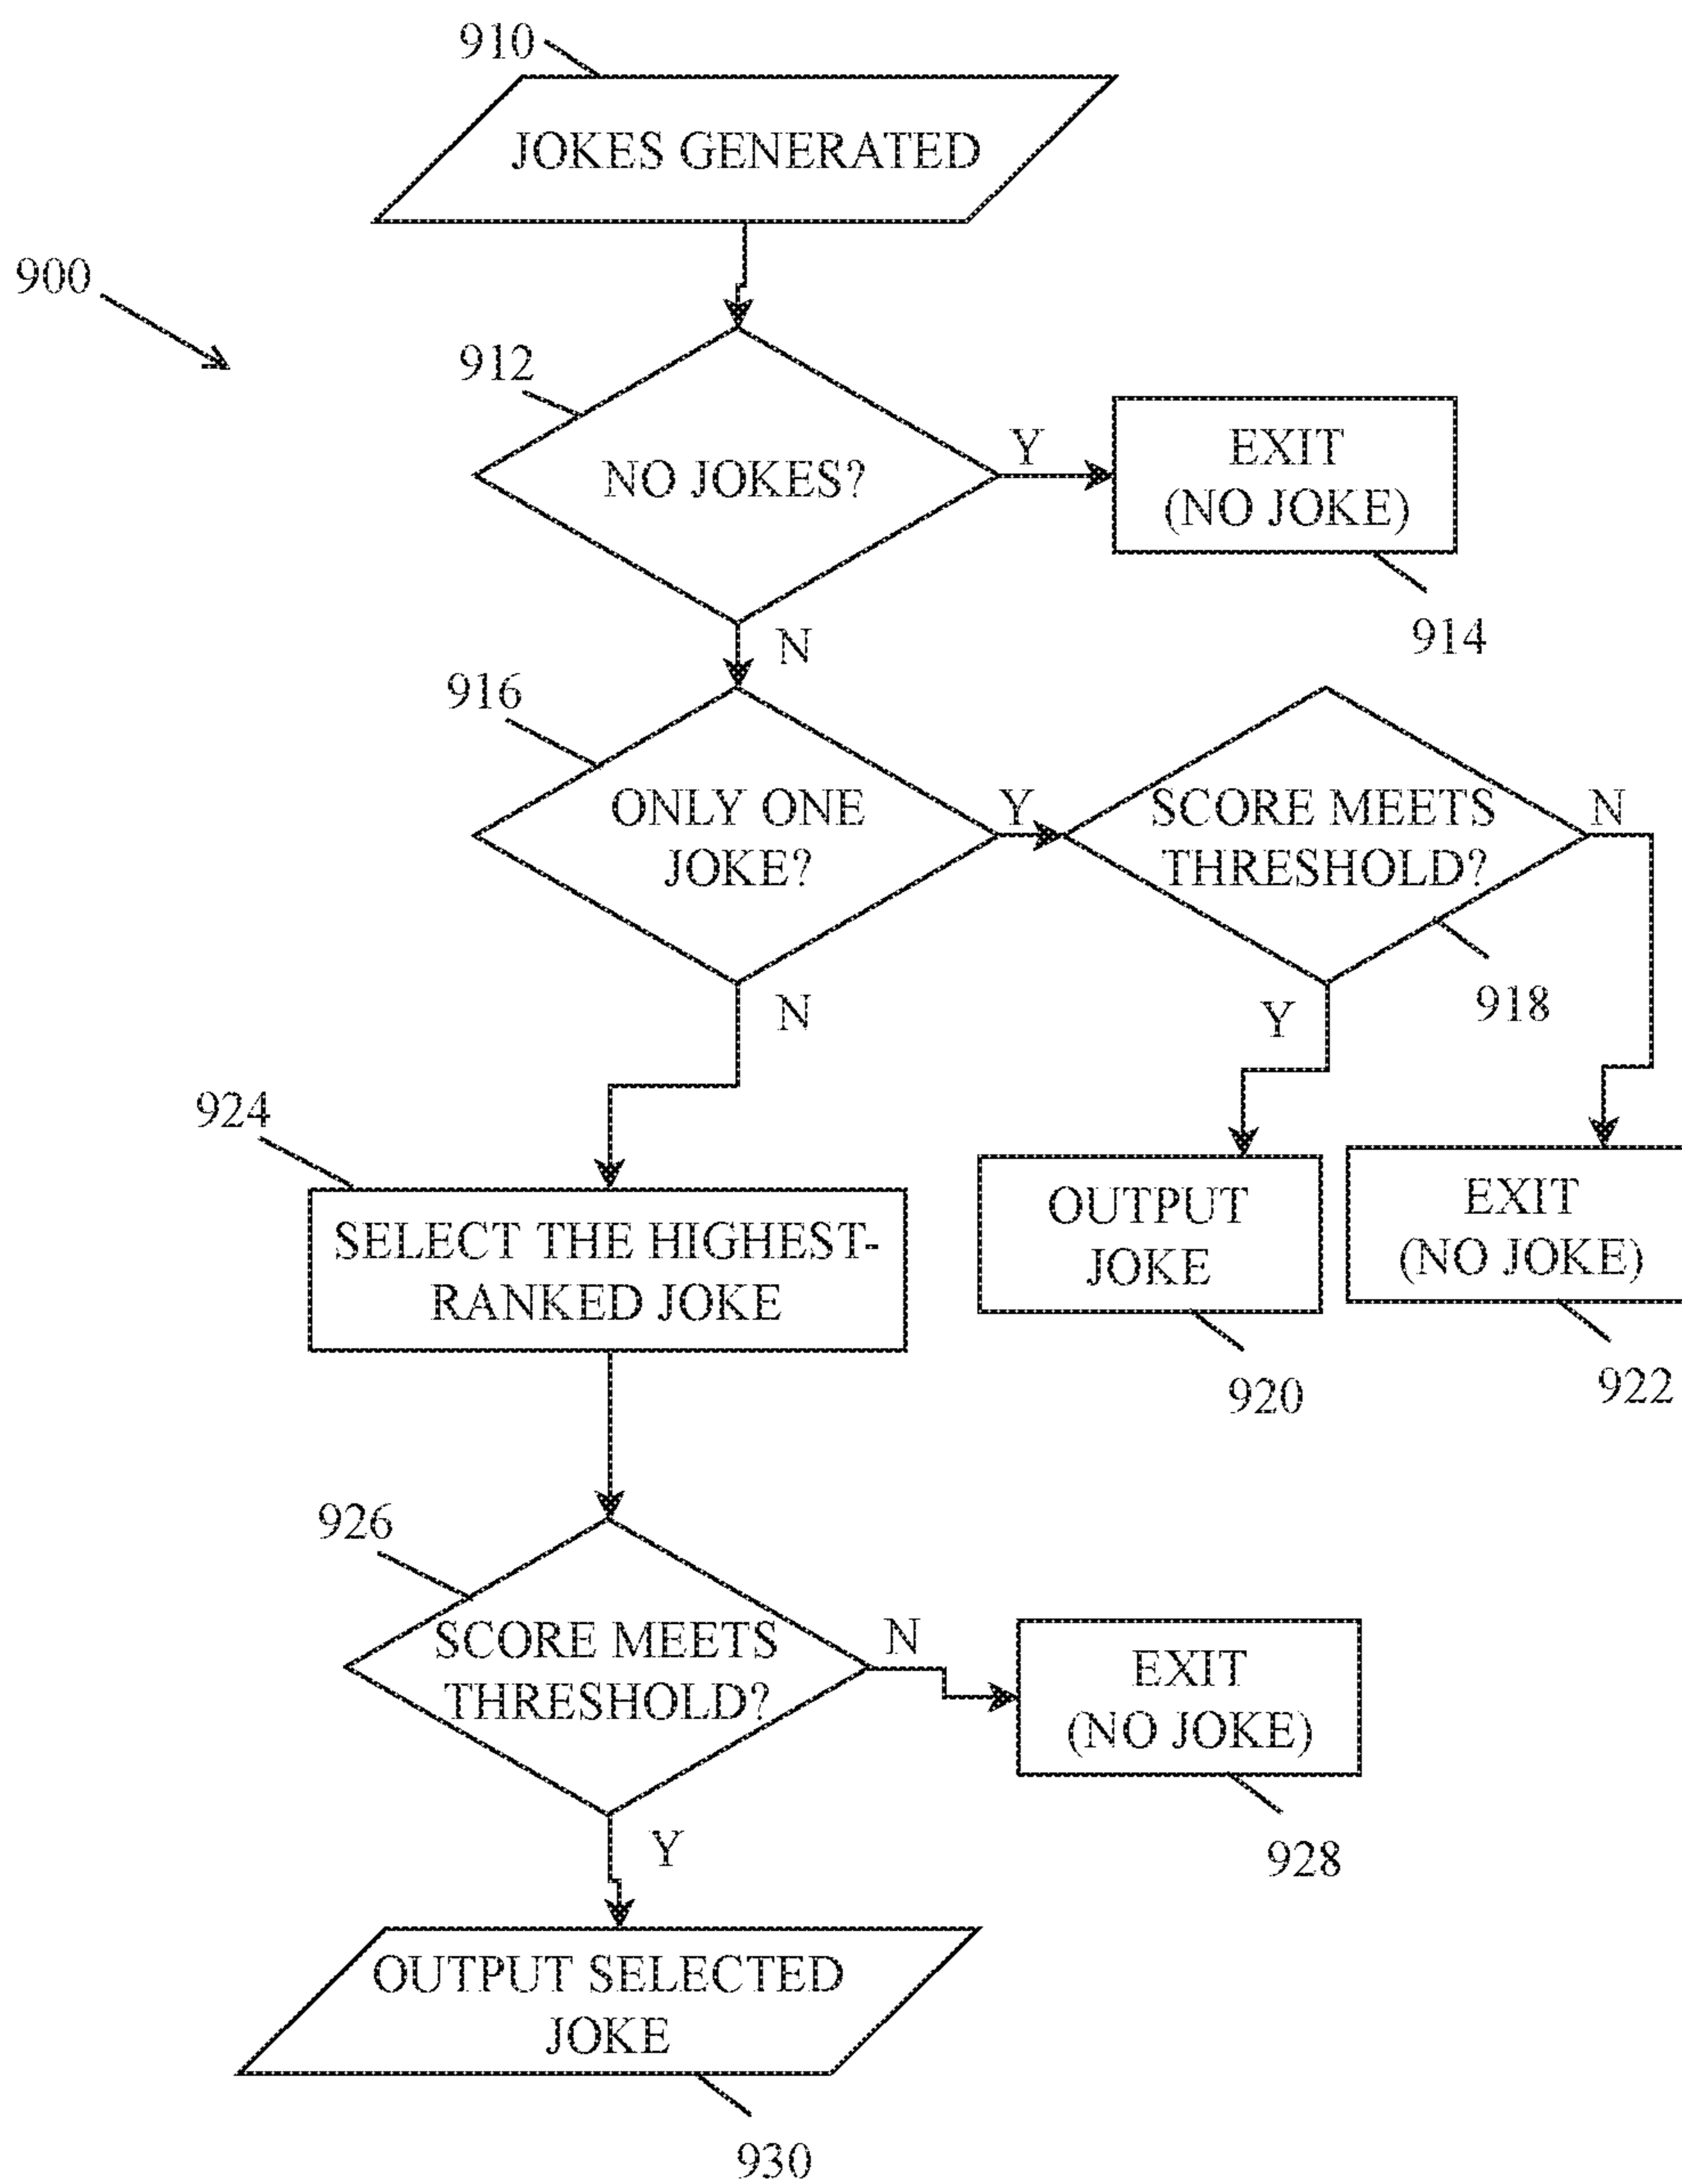 910
JOKES GENERATED
900
912
NO JOKES?
Y
EXIT
(NO JOKE)
914
N
916
ONLY ONE
JOKE?
Y
SCORE MEETS
THRESHOLD?
N
918
Y
N
924
SELECT THE HIGHEST-
RANKED JOKE
OUTPUT
JOKE
920
EXIT
(NO JOKE)
922
926
SCORE MEETS
THRESHOLD?
N
EXIT
(NO JOKE)
928
Y
OUTPUT SELECTED
JOKE
930